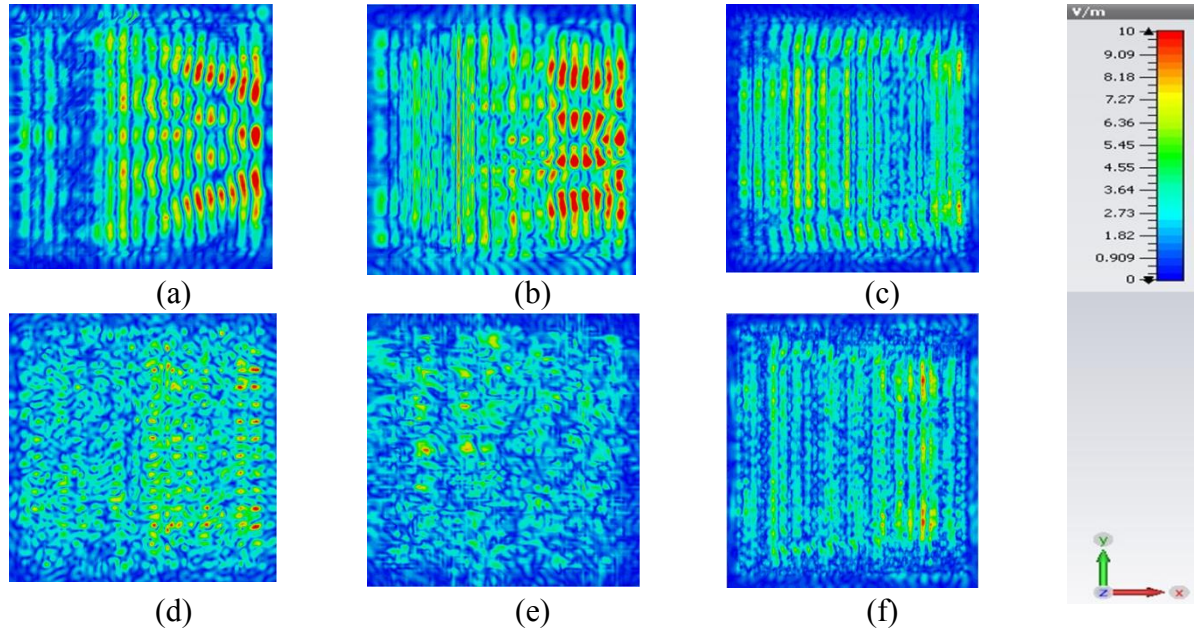 V/m
10
9.09
8.18
7.27
6.36
5.45
4.55
3.64
2.73
1.82
0.909
0
(a) (b) (c)
(d) (e) (f)
y
z x